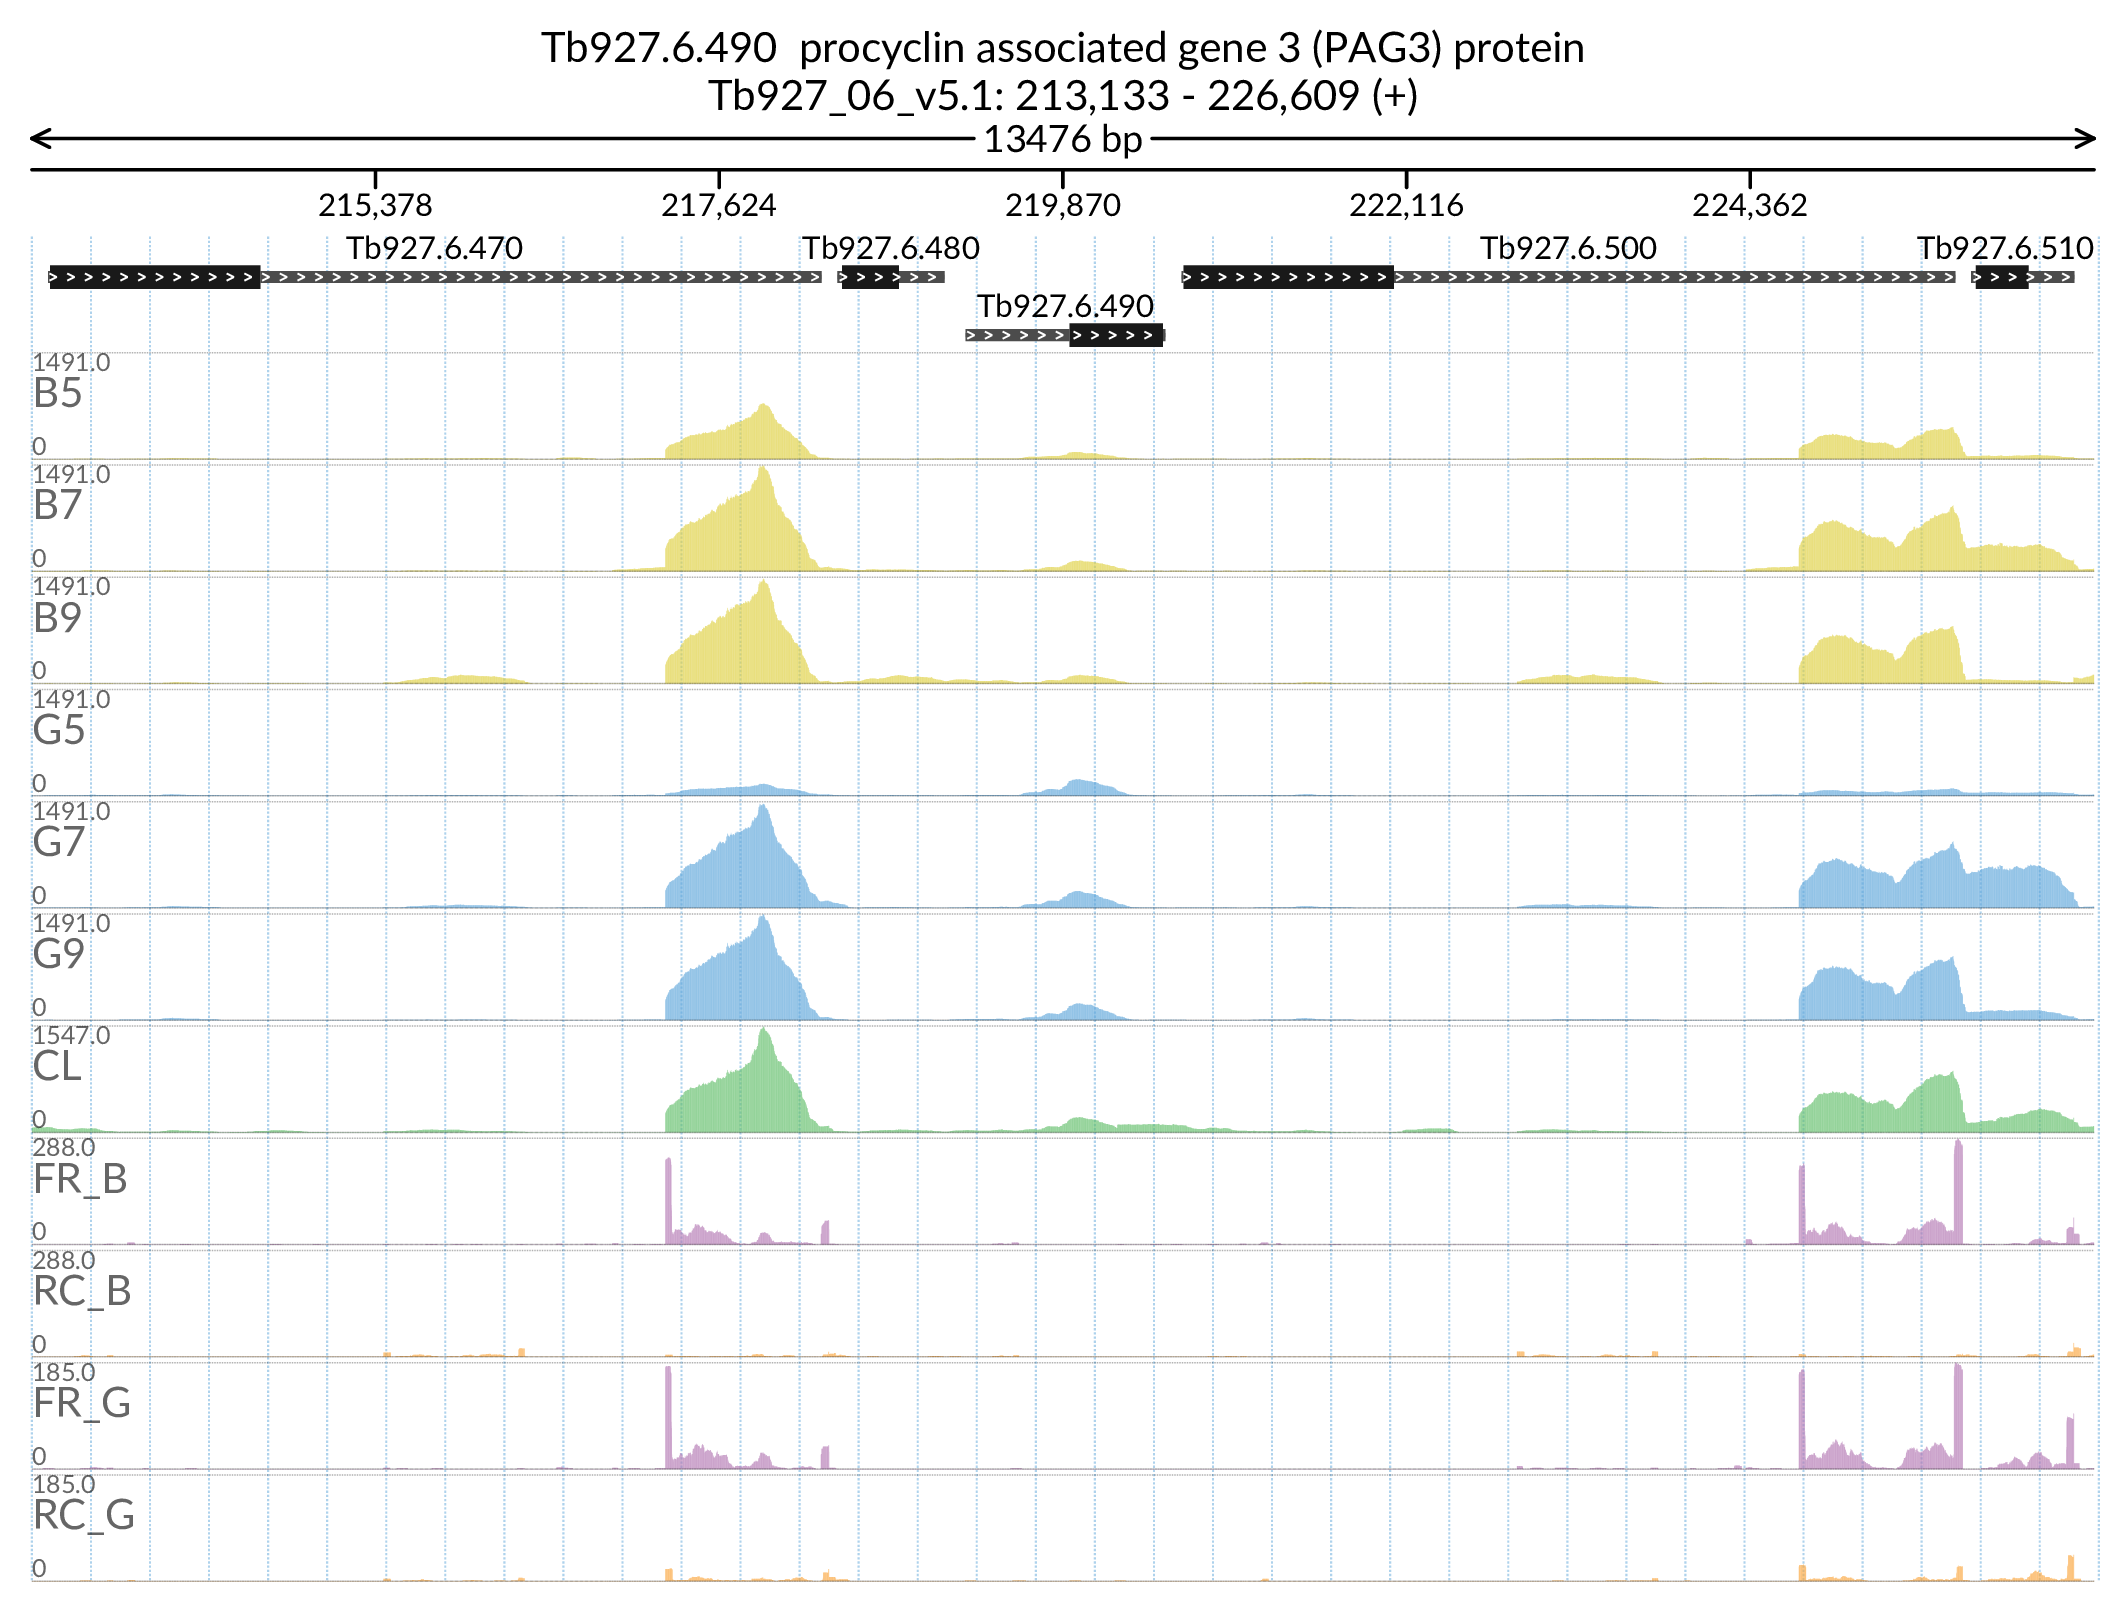 Tb927.6.490  procyclin associated gene 3 (PAG3) protein
Tb927_06_v5.1: 213,133 - 226,609 (+)
13476 bp
215,378 217,624 219,870 222,116 224,362
Tb927.6.470 Tb927.6.480 Tb927.6.500 Tb927.6.510
Tb927.6.490
1491.0
B5
0
1491.0
B7
0
1491.0
B9
0
1491.0
G5
0
1491.0
G7
0
1491.0
G9
0
1547.0
CL
0
288.0
FR_B
0
288.0
RC_B
0
185.0
FR_G
0
185.0
RC_G
0